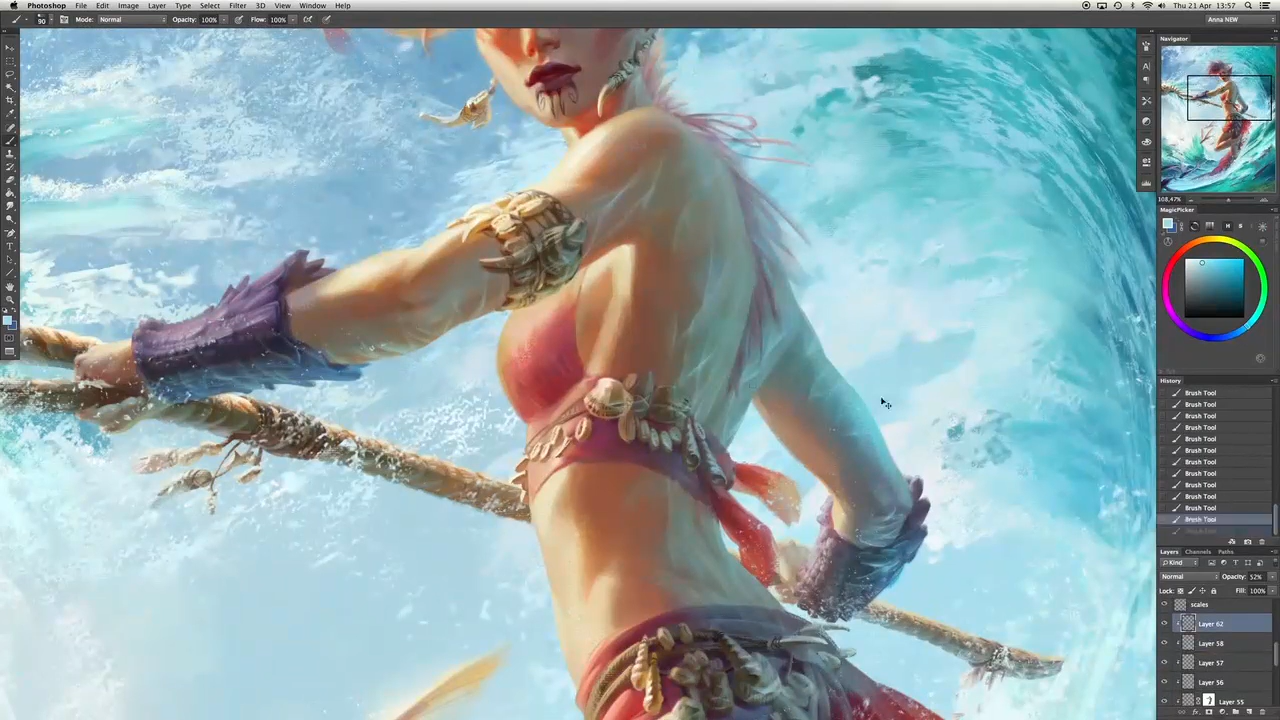 Photoshop File Edit Image Layer Type Select Filter 3D View Window Help Thu 21 Apr 13:57
90 Mode: Normal Opacity: 100% Flow: 100% Anna NEW
Navigator
108,47%
MagicPicker
H S
History
Brush Tool
Brush Tool
Brush Tool
Brush Tool
Brush Tool
Brush Tool
Brush Tool
Brush Tool
Brush Tool
Brush Tool
Brush Tool
Brush Tool
Layers Channels Paths
Kind
Normal Opacity: 52%
Lock: Fill: 100%
scales
Layer 62
Layer 58
Layer 57
Layer 56
Layer 55